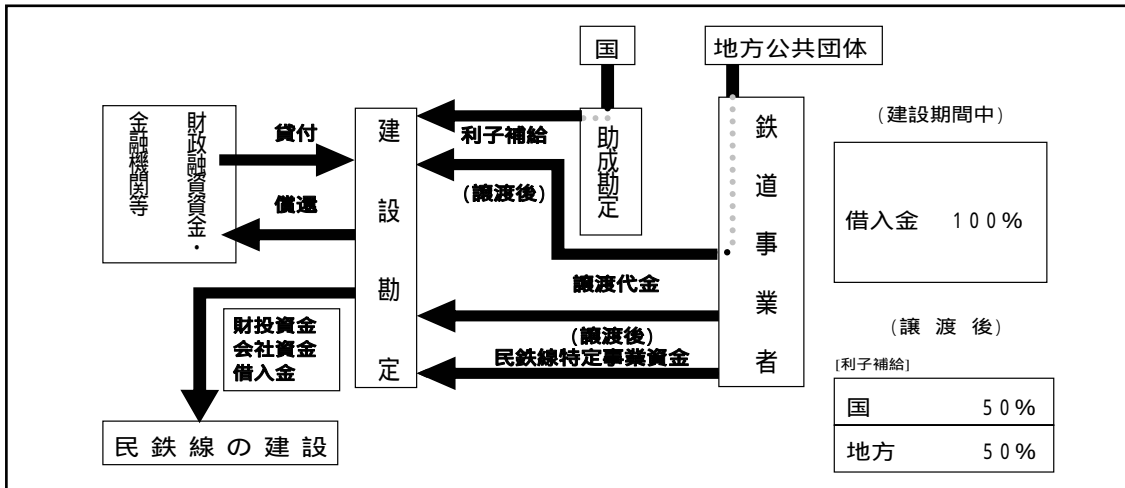 国
地方公共団体
財政融資資金・
金融機関等
貸付
償還
建設勘定
利子補給
(譲渡後)
助成勘定
鉄道事業者
譲渡代金
(譲渡後)
民鉄線特定事業資金
財投資金
会社資金
借入金
民鉄線の建設
(建設期間中)
借入金 100%
(譲渡後)
[利子補給]
国 50%
地方 50%